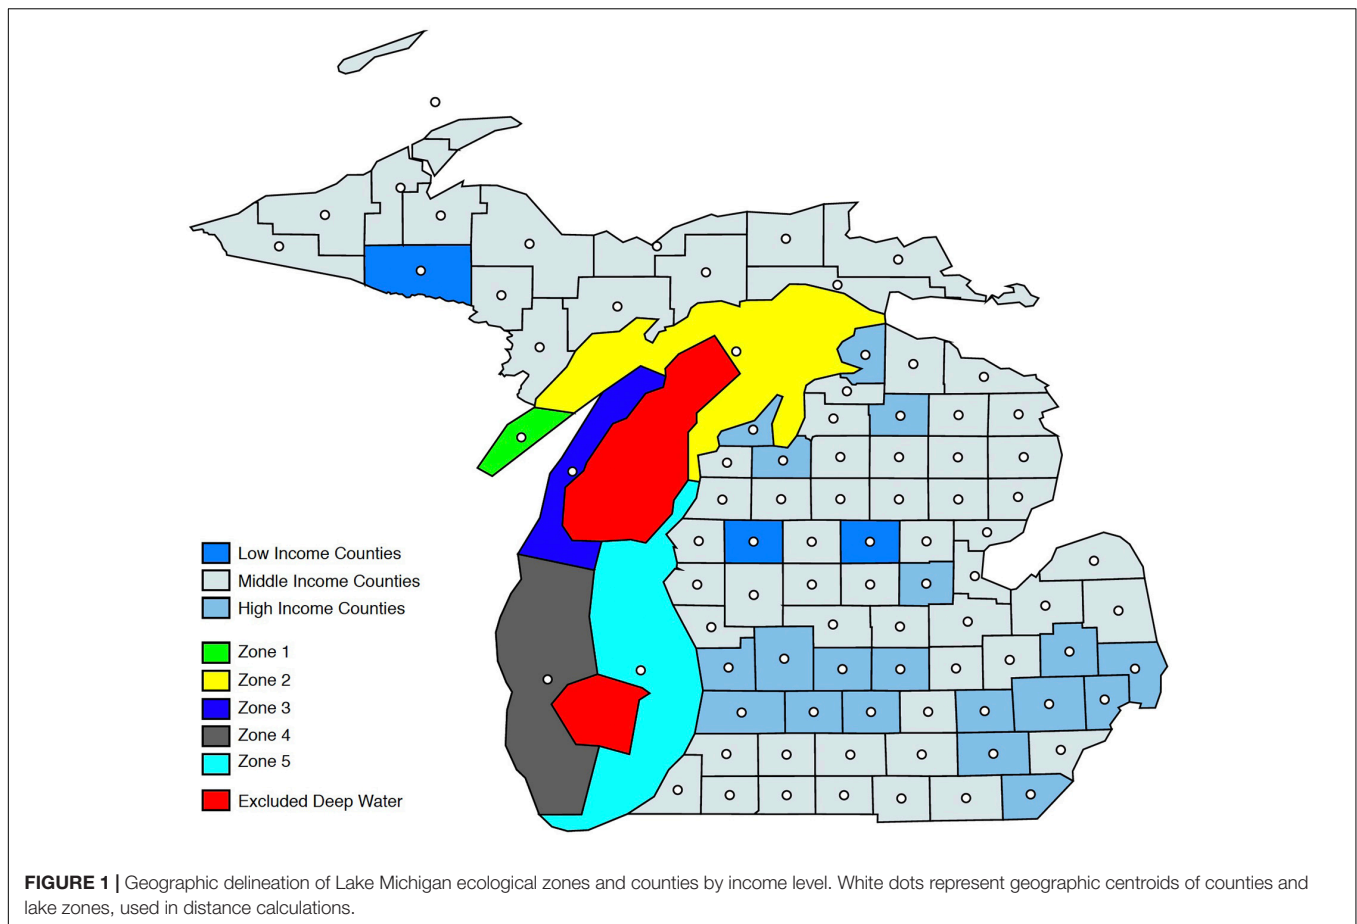 Low Income Counties
Middle Income Counties
High Income Counties
Zone 1
Zone 2
Zone 3
Zone 4
Zone 5
Excluded Deep Water
FIGURE 1 | Geographic delineation of Lake Michigan ecological zones and counties by income level. White dots represent geographic centroids of counties and
lake zones, used in distance calculations.